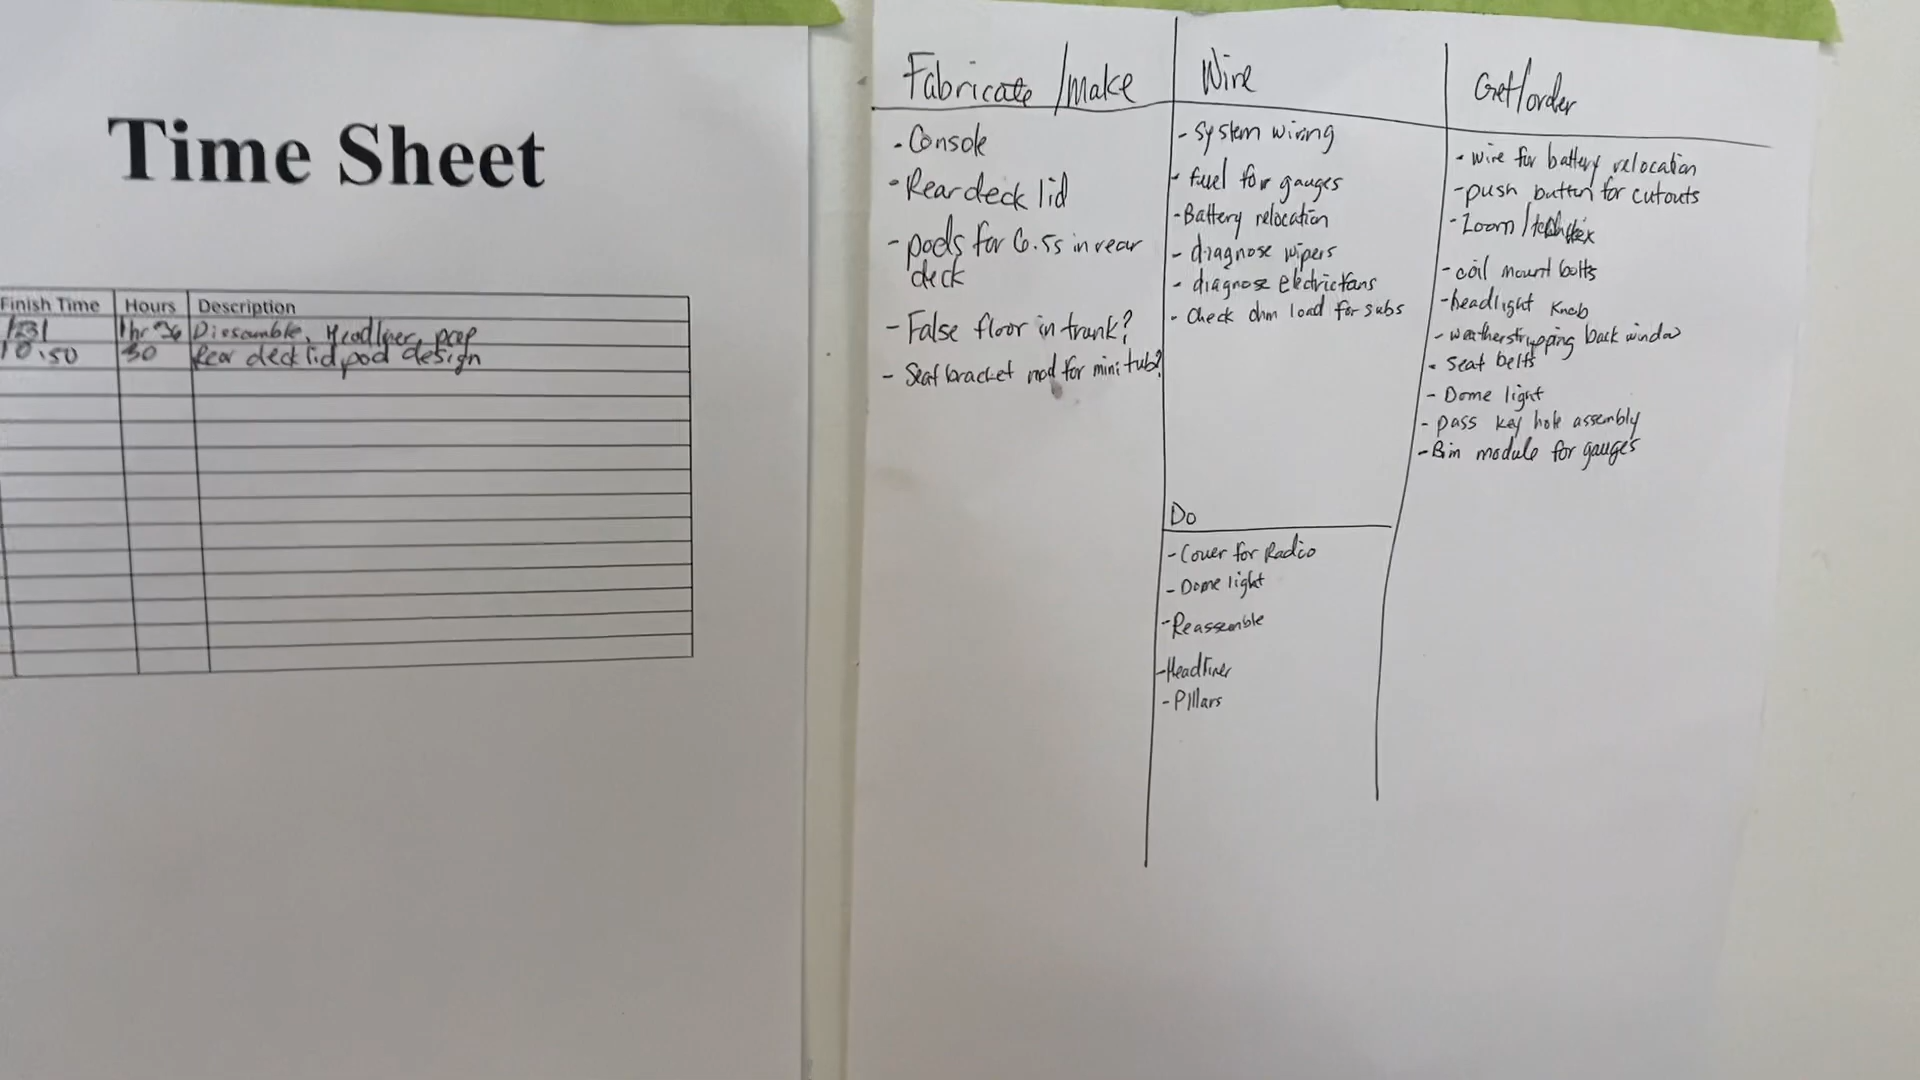 Time Sheet
Finish Time Hours Description
1231 1hr 36 Dissamble, Headliner, prep
10:50 30 Rear deck lid pod design
Fabricate/make
- Console
- Rear deck lid
- pods for 6.5s in rear
deck
- False floor in trunk?
- Seat bracket mod for mini tub?
Wire
- System wiring
- fuel for gauges
- Battery relocation
- diagnose wipers
- diagnose electric fans
- Check ohm load for subs
Do
- Cover for Radio
- Dome light
- Reassemble
- Headliner
- Pillars
Get/order
- wire for battery relocation
- push button for cutouts
- Loom/
- coil mount bolts
- headlight knob
- weatherstripping back window
- Seat belts
- Dome light
- pass key hole assembly
- Bim module for gauges